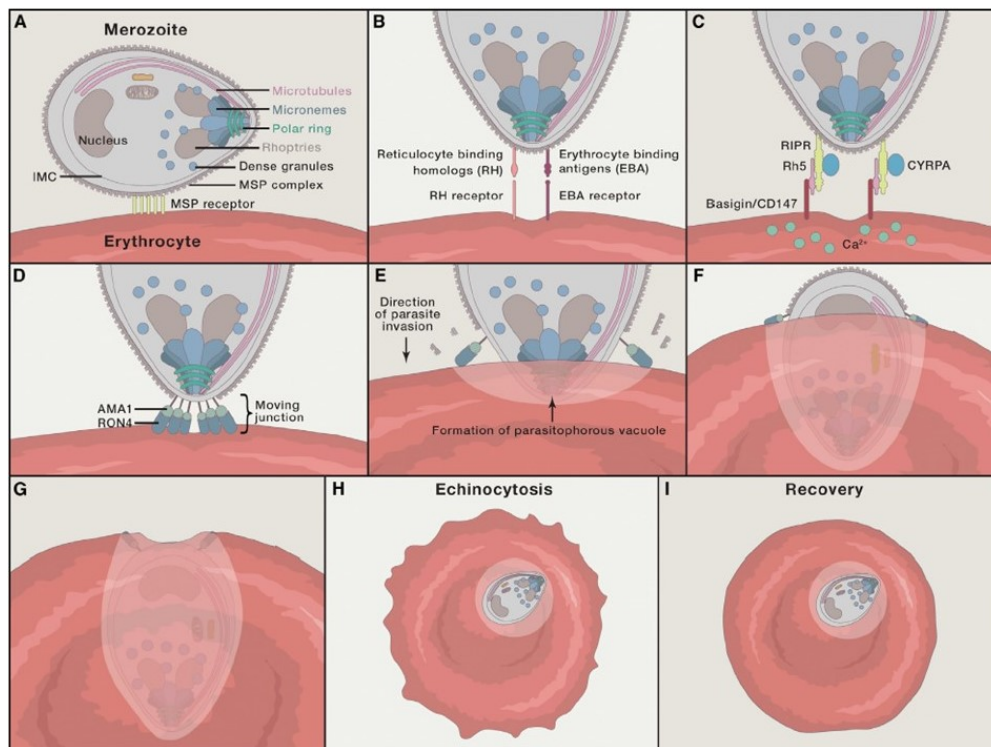 A
Merozoite
Microtubules
Micronemes
Polar ring
Rhoptries
Dense granules
MSP complex
MSP receptor
Nucleus
IMC
Erythrocyte
B
Reticulocyte binding
homologs (RH)
RH receptor
Erythrocyte binding
antigens (EBA)
EBA receptor
C
RIPR
Rh5
CYRPA
Basigin/CD147
Ca²⁺
D
AMA1
RON4
Moving
junction
E
Direction
of parasite
invasion
Formation of parasitophorous vacuole
F
G
H
Echinocytosis
I
Recovery